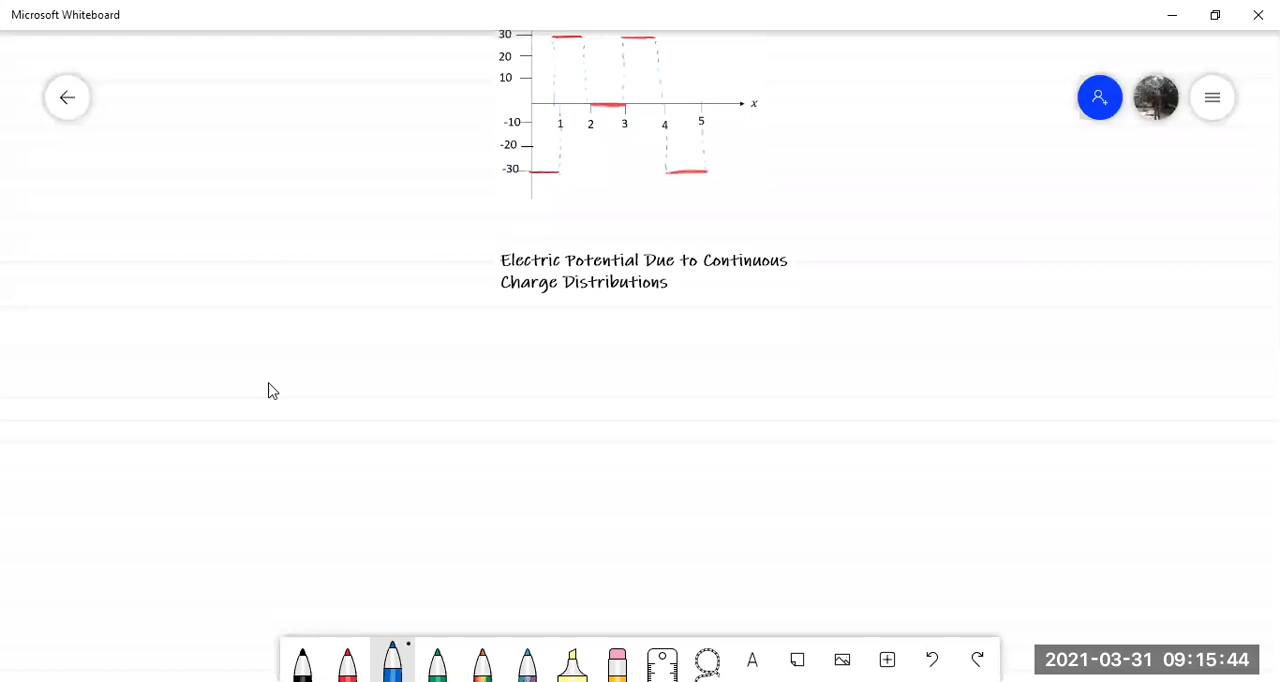 Microsoft Whiteboard
30
20
10
x
-10
1 2 3 4 5
-20
-30
Electric Potential Due to Continuous
Charge Distributions
A
2021-03-31 09:15:44